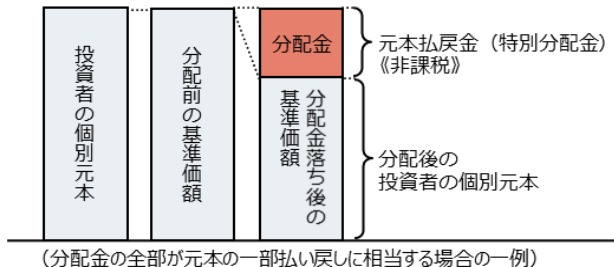 投資者の個別元本
分配前の基準価額
分配金
分配金落ち後の
基準価額
元本払戻金（特別分配金）
《非課税》
分配後の
投資者の個別元本
（分配金の全部が元本の一部払い戻しに相当する場合の一例）